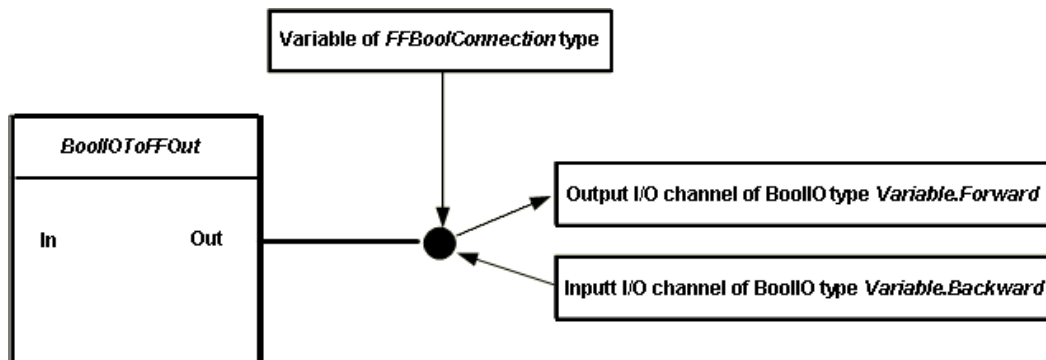 Variable of FFBoolConnection type
BoolIOToFFOut
Output I/O channel of BoolIO type Variable.Forward
In
Out
Inputt I/O channel of BoolIO type Variable.Backward